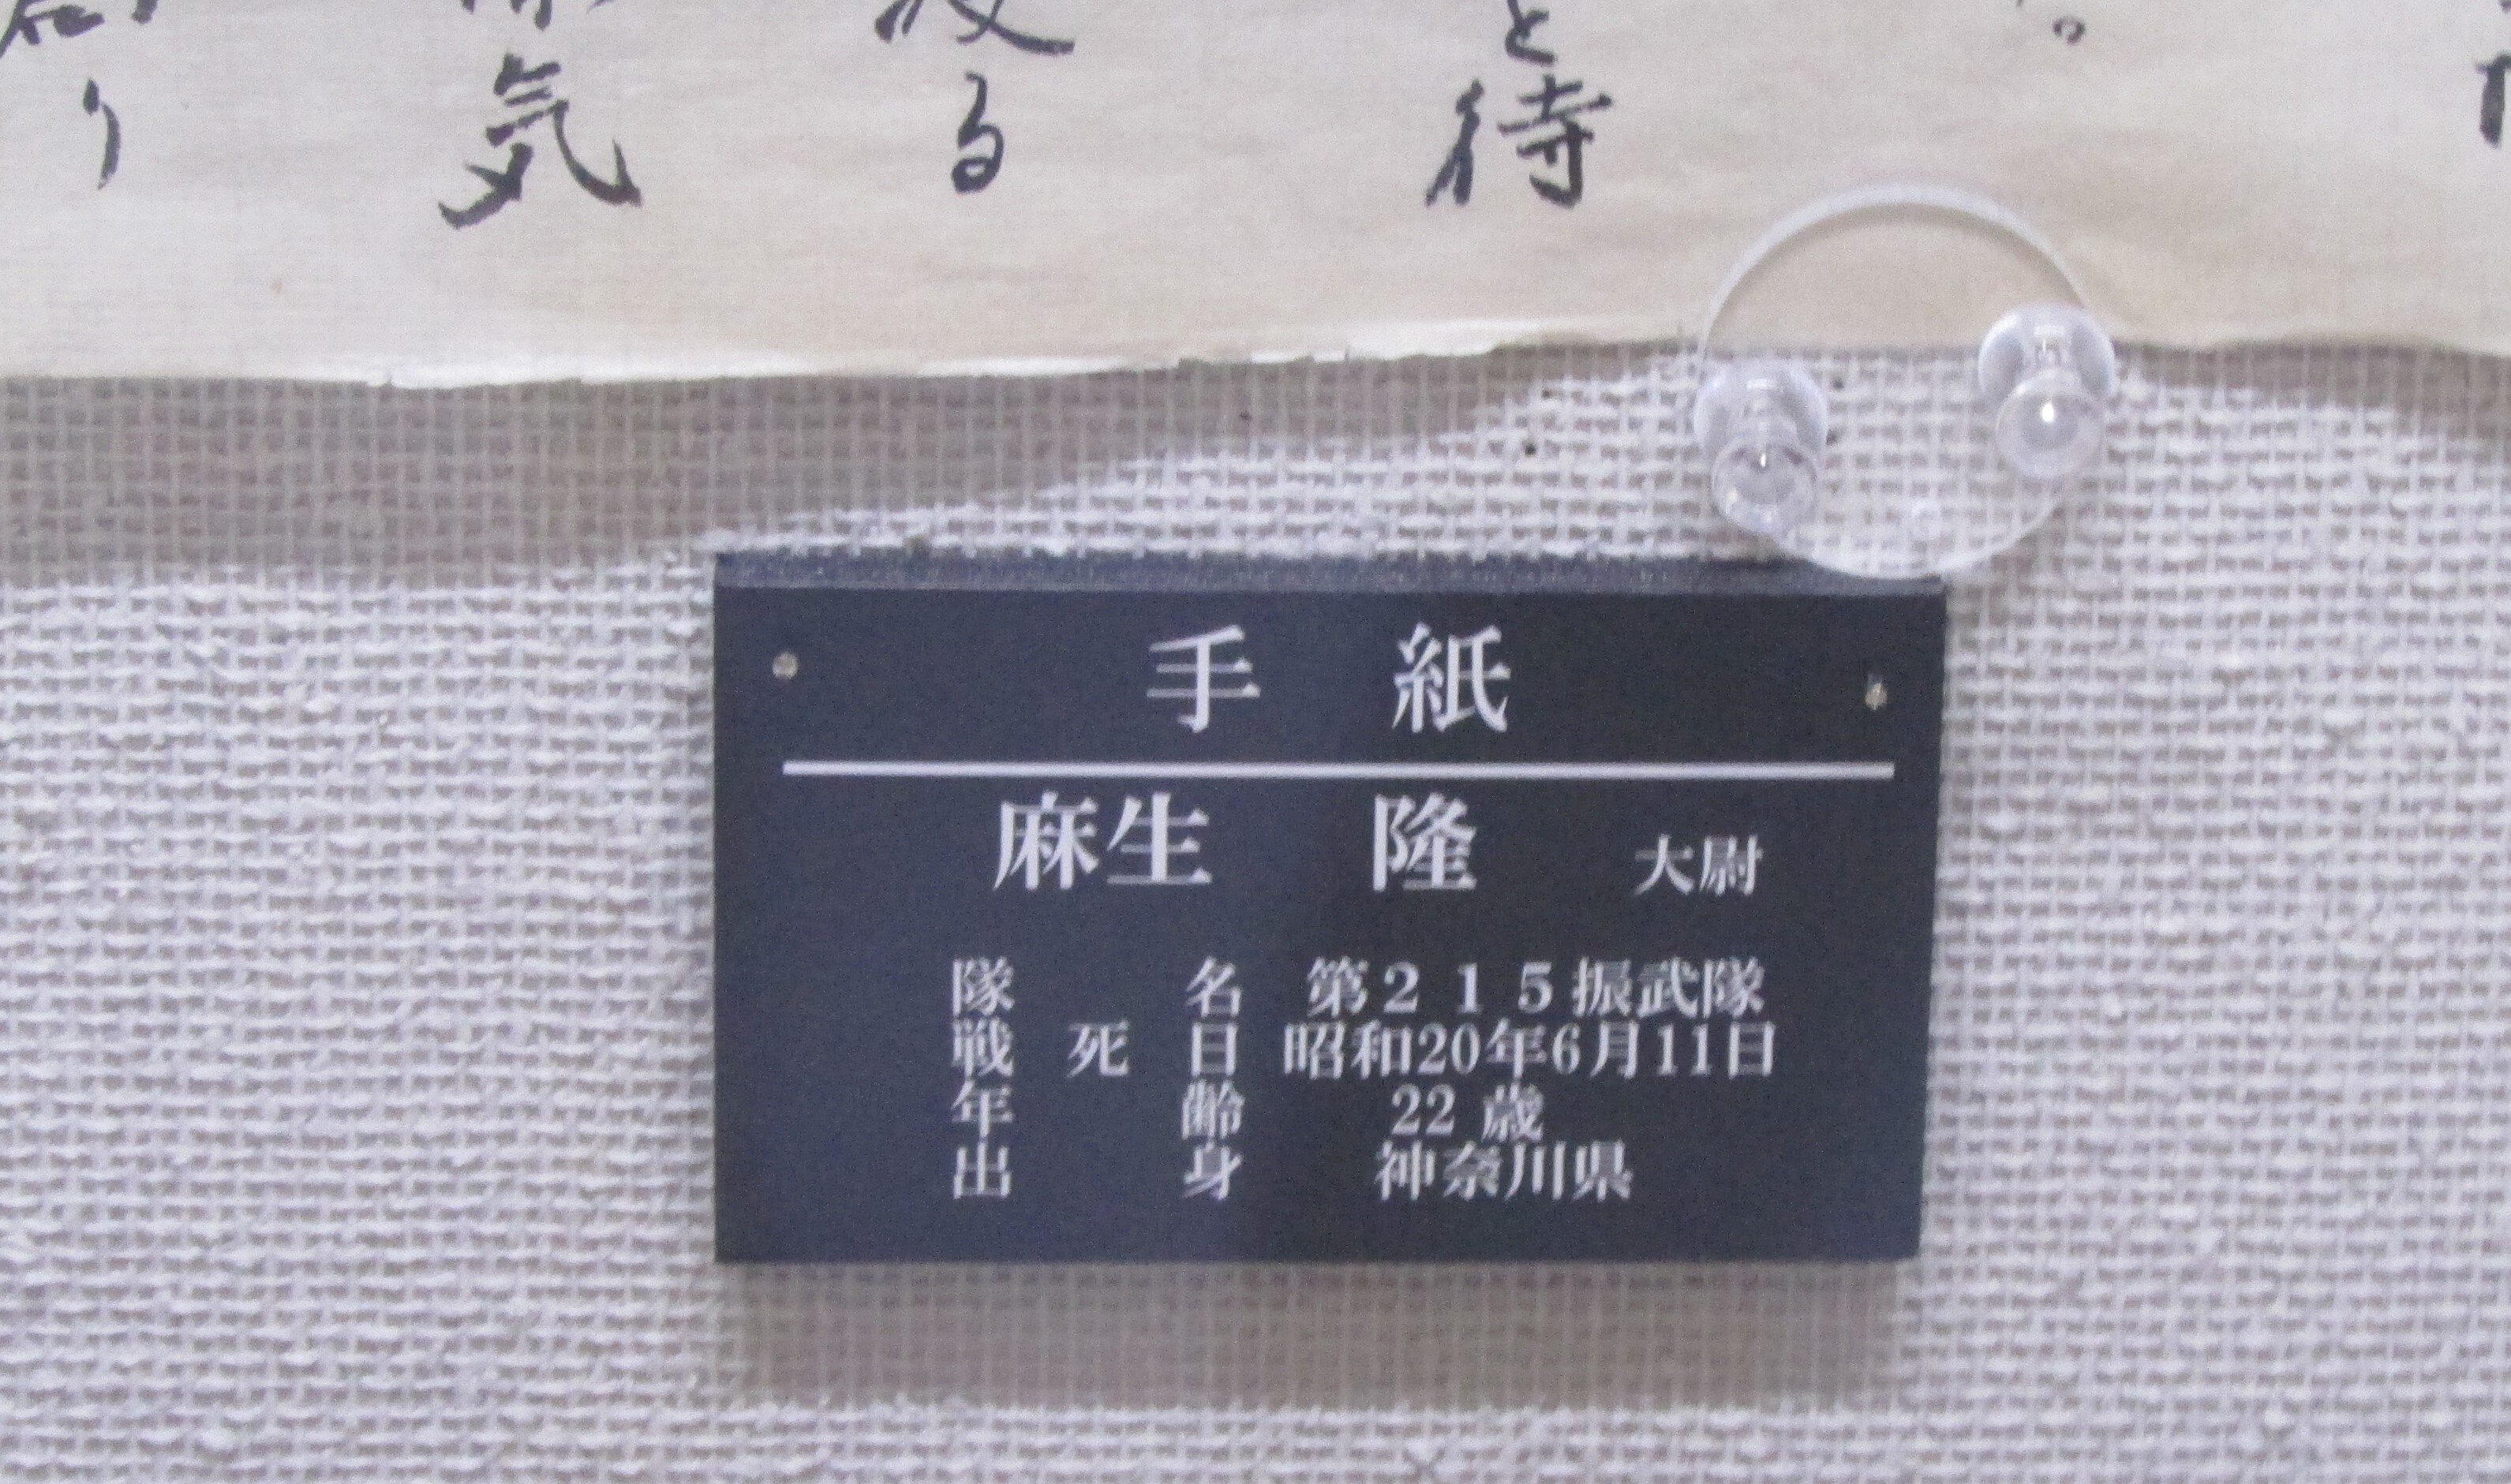 と待
る
気
り
手紙
麻生 隆 大尉
隊名 第２１５振武隊
戦死日 昭和20年6月11日
年齢 22歳
出身 神奈川県